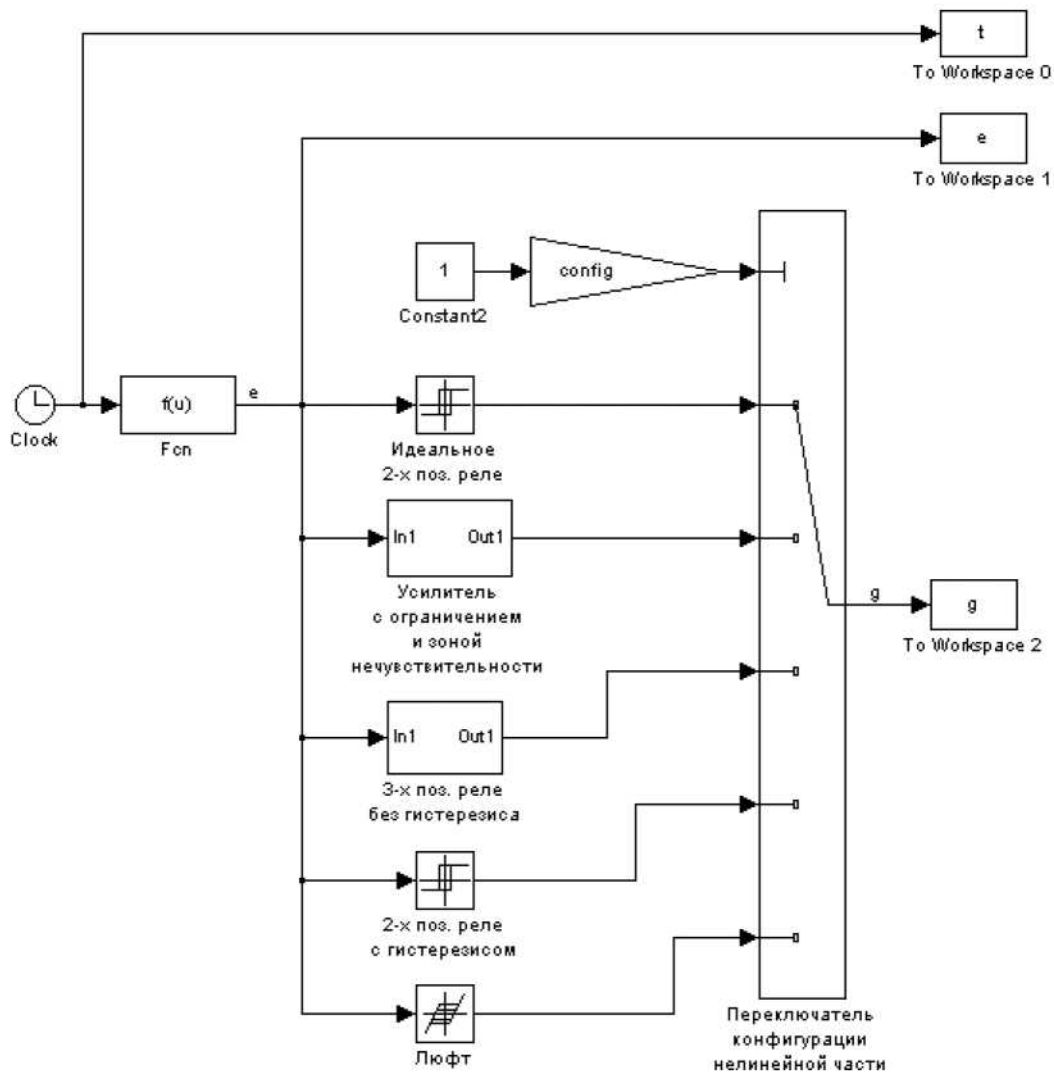 t
To Workspace 0
e
To Workspace 1
1
config
Constant2
Clock
f(u)
Fcn
e
Идеальное
2-х поз. реле
In1 Out1
Усилитель
с ограничением
и зоной
нечувствительности
g
g
To Workspace 2
In1 Out1
3-х поз. реле
без гистерезиса
2-х поз. реле
с гистерезисом
Люфт
Переключатель
конфигурации
нелинейной части